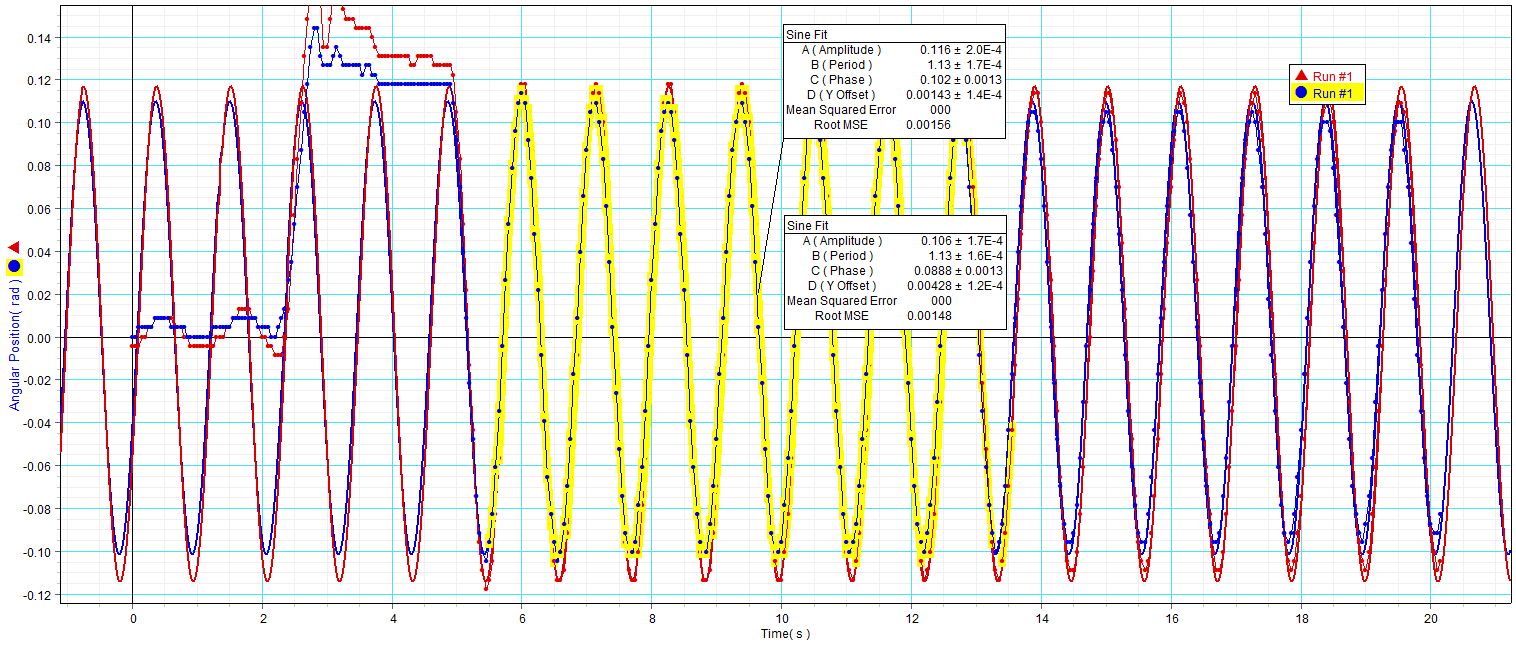 Sine Fit
A ( Amplitude ) 0.116 ± 2.0E-4
B ( Period ) 1.13 ± 1.7E-4
C ( Phase ) 0.102 ± 0.0013
D ( Y Offset ) 0.00143 ± 1.4E-4
Mean Squared Error 000
Root MSE 0.00156
Run #1
Run #1
Sine Fit
A ( Amplitude ) 0.106 ± 1.7E-4
B ( Period ) 1.13 ± 1.6E-4
C ( Phase ) 0.0888 ± 0.0013
D ( Y Offset ) 0.00428 ± 1.2E-4
Mean Squared Error 000
Root MSE 0.00148
Angular Position( rad )
0.14
0.12
0.10
0.08
0.06
0.04
0.02
0.00
-0.02
-0.04
-0.06
-0.08
-0.10
-0.12
0 2 4 6 8 10 12 14 16 18 20
Time( s )